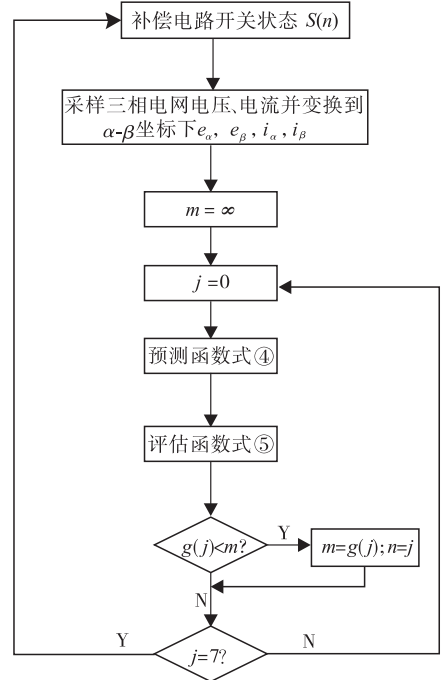 补偿电路开关状态 S(n)
采样三相电网电压、电流并变换到
α-β坐标下eα, eβ, iα, iβ
m = ∞
j =0
预测函数式④
评估函数式⑤
g(j)<m?
Y
m=g(j);n=j
N
Y
j=7?
N